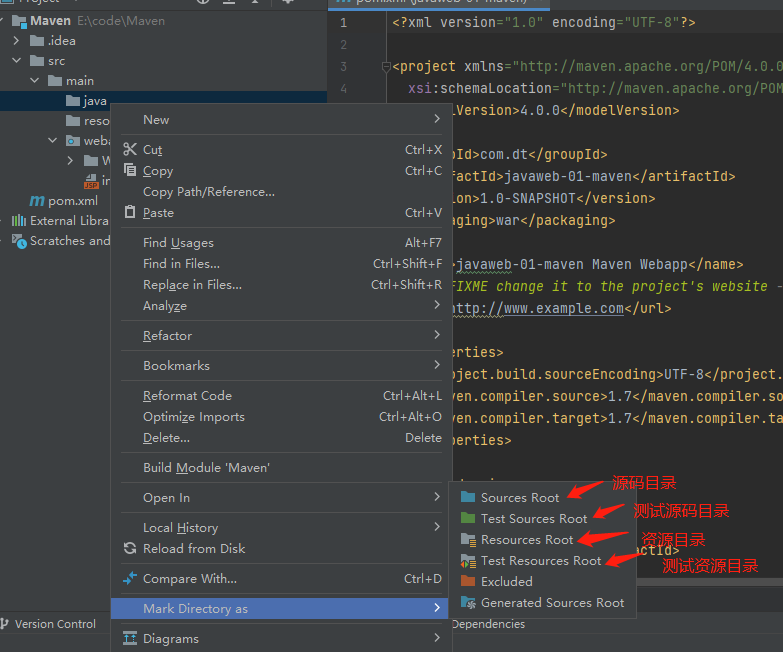 Project
pom.xml (javaweb-01-maven)
Maven E:\code\Maven
.idea
src
main
java
reso
weba
W
in
pom.xml
External Libra
Scratches and
New
Cut Ctrl+X
Copy Ctrl+C
Copy Path/Reference...
Paste Ctrl+V
Find Usages Alt+F7
Find in Files... Ctrl+Shift+F
Replace in Files... Ctrl+Shift+R
Analyze
Refactor
Bookmarks
Reformat Code Ctrl+Alt+L
Optimize Imports Ctrl+Alt+O
Delete... Delete
Build Module 'Maven'
Open In
Local History
Reload from Disk
Compare With... Ctrl+D
Mark Directory as
Diagrams
1 <?xml version="1.0" encoding="UTF-8"?>
2
3 <project xmlns="http://maven.apache.org/POM/4.0.0
4 xsi:schemaLocation="http://maven.apache.org/POM
lVersion>4.0.0</modelVersion>
pId>com.dt</groupId>
factId>javaweb-01-maven</artifactId>
ion>1.0-SNAPSHOT</version>
aging>war</packaging>
>javaweb-01-maven Maven Webapp</name>
FIXME change it to the project's website -
http://www.example.com</url>
erties>
oject.build.sourceEncoding>UTF-8</project.
ven.compiler.source>1.7</maven.compiler.so
ven.compiler.target>1.7</maven.compiler.ta
perties>
actId>
Sources Root 源码目录
Test Sources Root 测试源码目录
Resources Root 资源目录
Test Resources Root 测试资源目录
Excluded
Generated Sources Root
Version Control
Dependencies